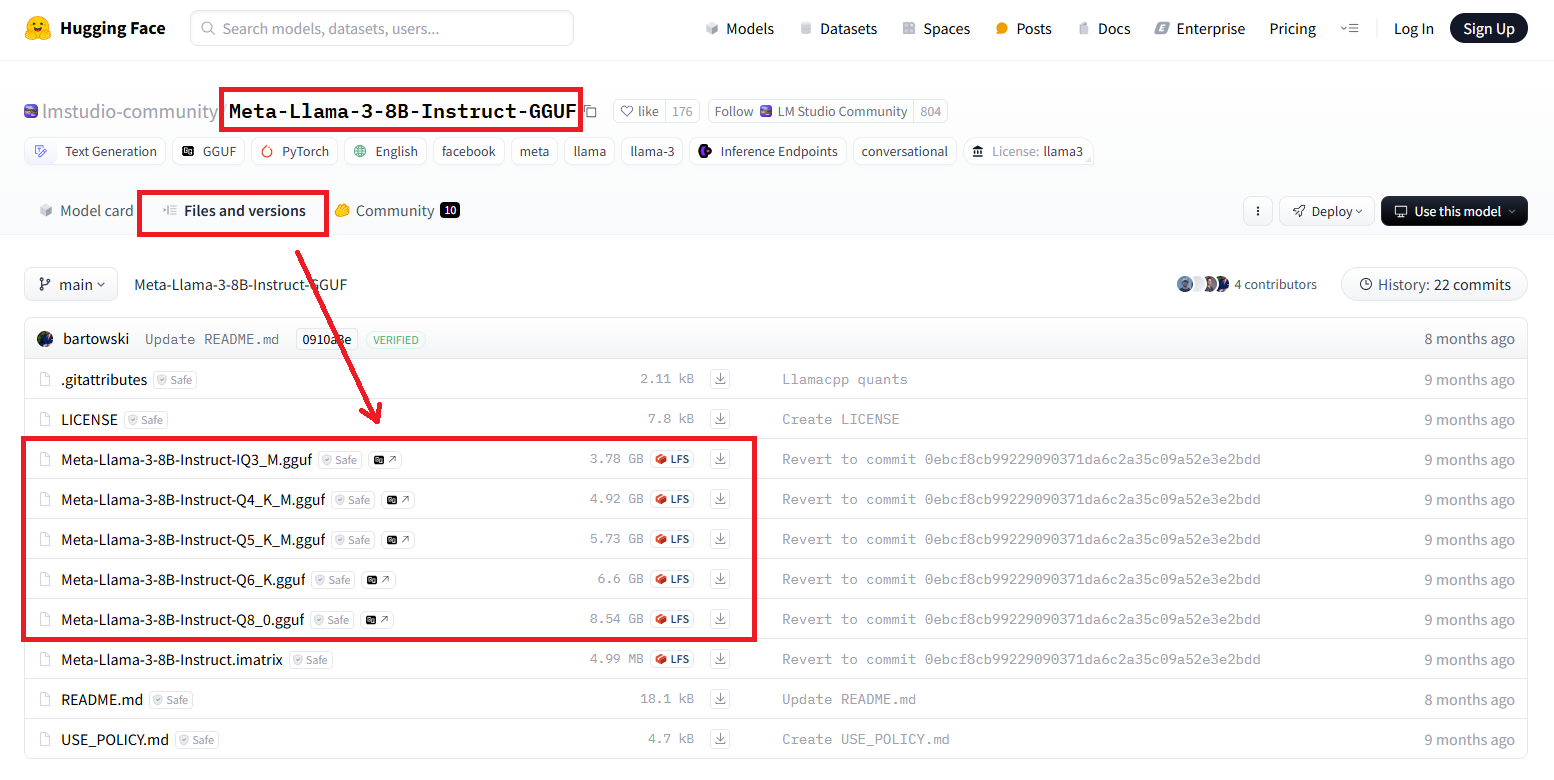 Hugging Face Search models, datasets, users... Models Datasets Spaces Posts Docs Enterprise Pricing Log In Sign Up
lmstudio-community/Meta-Llama-3-8B-Instruct-GGUF like 176 Follow LM Studio Community 804
Text Generation GGUF PyTorch English facebook meta llama llama-3 Inference Endpoints conversational License: llama3
Model card Files and versions Community 10 Deploy Use this model
main Meta-Llama-3-8B-Instruct-GGUF 4 contributors History: 22 commits
bartowski Update README.md VERIFIED 8 months ago
.gitattributes Safe 2.11 kB Llamacpp quants 9 months ago
LICENSE Safe 7.8 kB Create LICENSE 9 months ago
Meta-Llama-3-8B-Instruct-IQ3_M.gguf Safe 3.78 GB LFS Revert to commit 0ebcf8cb99229090371da6c2a35c09a52e3e2bdd 9 months ago
Meta-Llama-3-8B-Instruct-Q4_K_M.gguf Safe 4.92 GB LFS Revert to commit 0ebcf8cb99229090371da6c2a35c09a52e3e2bdd 9 months ago
Meta-Llama-3-8B-Instruct-Q5_K_M.gguf Safe 5.73 GB LFS Revert to commit 0ebcf8cb99229090371da6c2a35c09a52e3e2bdd 9 months ago
Meta-Llama-3-8B-Instruct-Q6_K.gguf Safe 6.6 GB LFS Revert to commit 0ebcf8cb99229090371da6c2a35c09a52e3e2bdd 9 months ago
Meta-Llama-3-8B-Instruct-Q8_0.gguf Safe 8.54 GB LFS Revert to commit 0ebcf8cb99229090371da6c2a35c09a52e3e2bdd 9 months ago
Meta-Llama-3-8B-Instruct.imatrix Safe 4.99 MB LFS Revert to commit 0ebcf8cb99229090371da6c2a35c09a52e3e2bdd 9 months ago
README.md Safe 18.1 kB Update README.md 8 months ago
USE_POLICY.md Safe 4.7 kB Create USE_POLICY.md 9 months ago